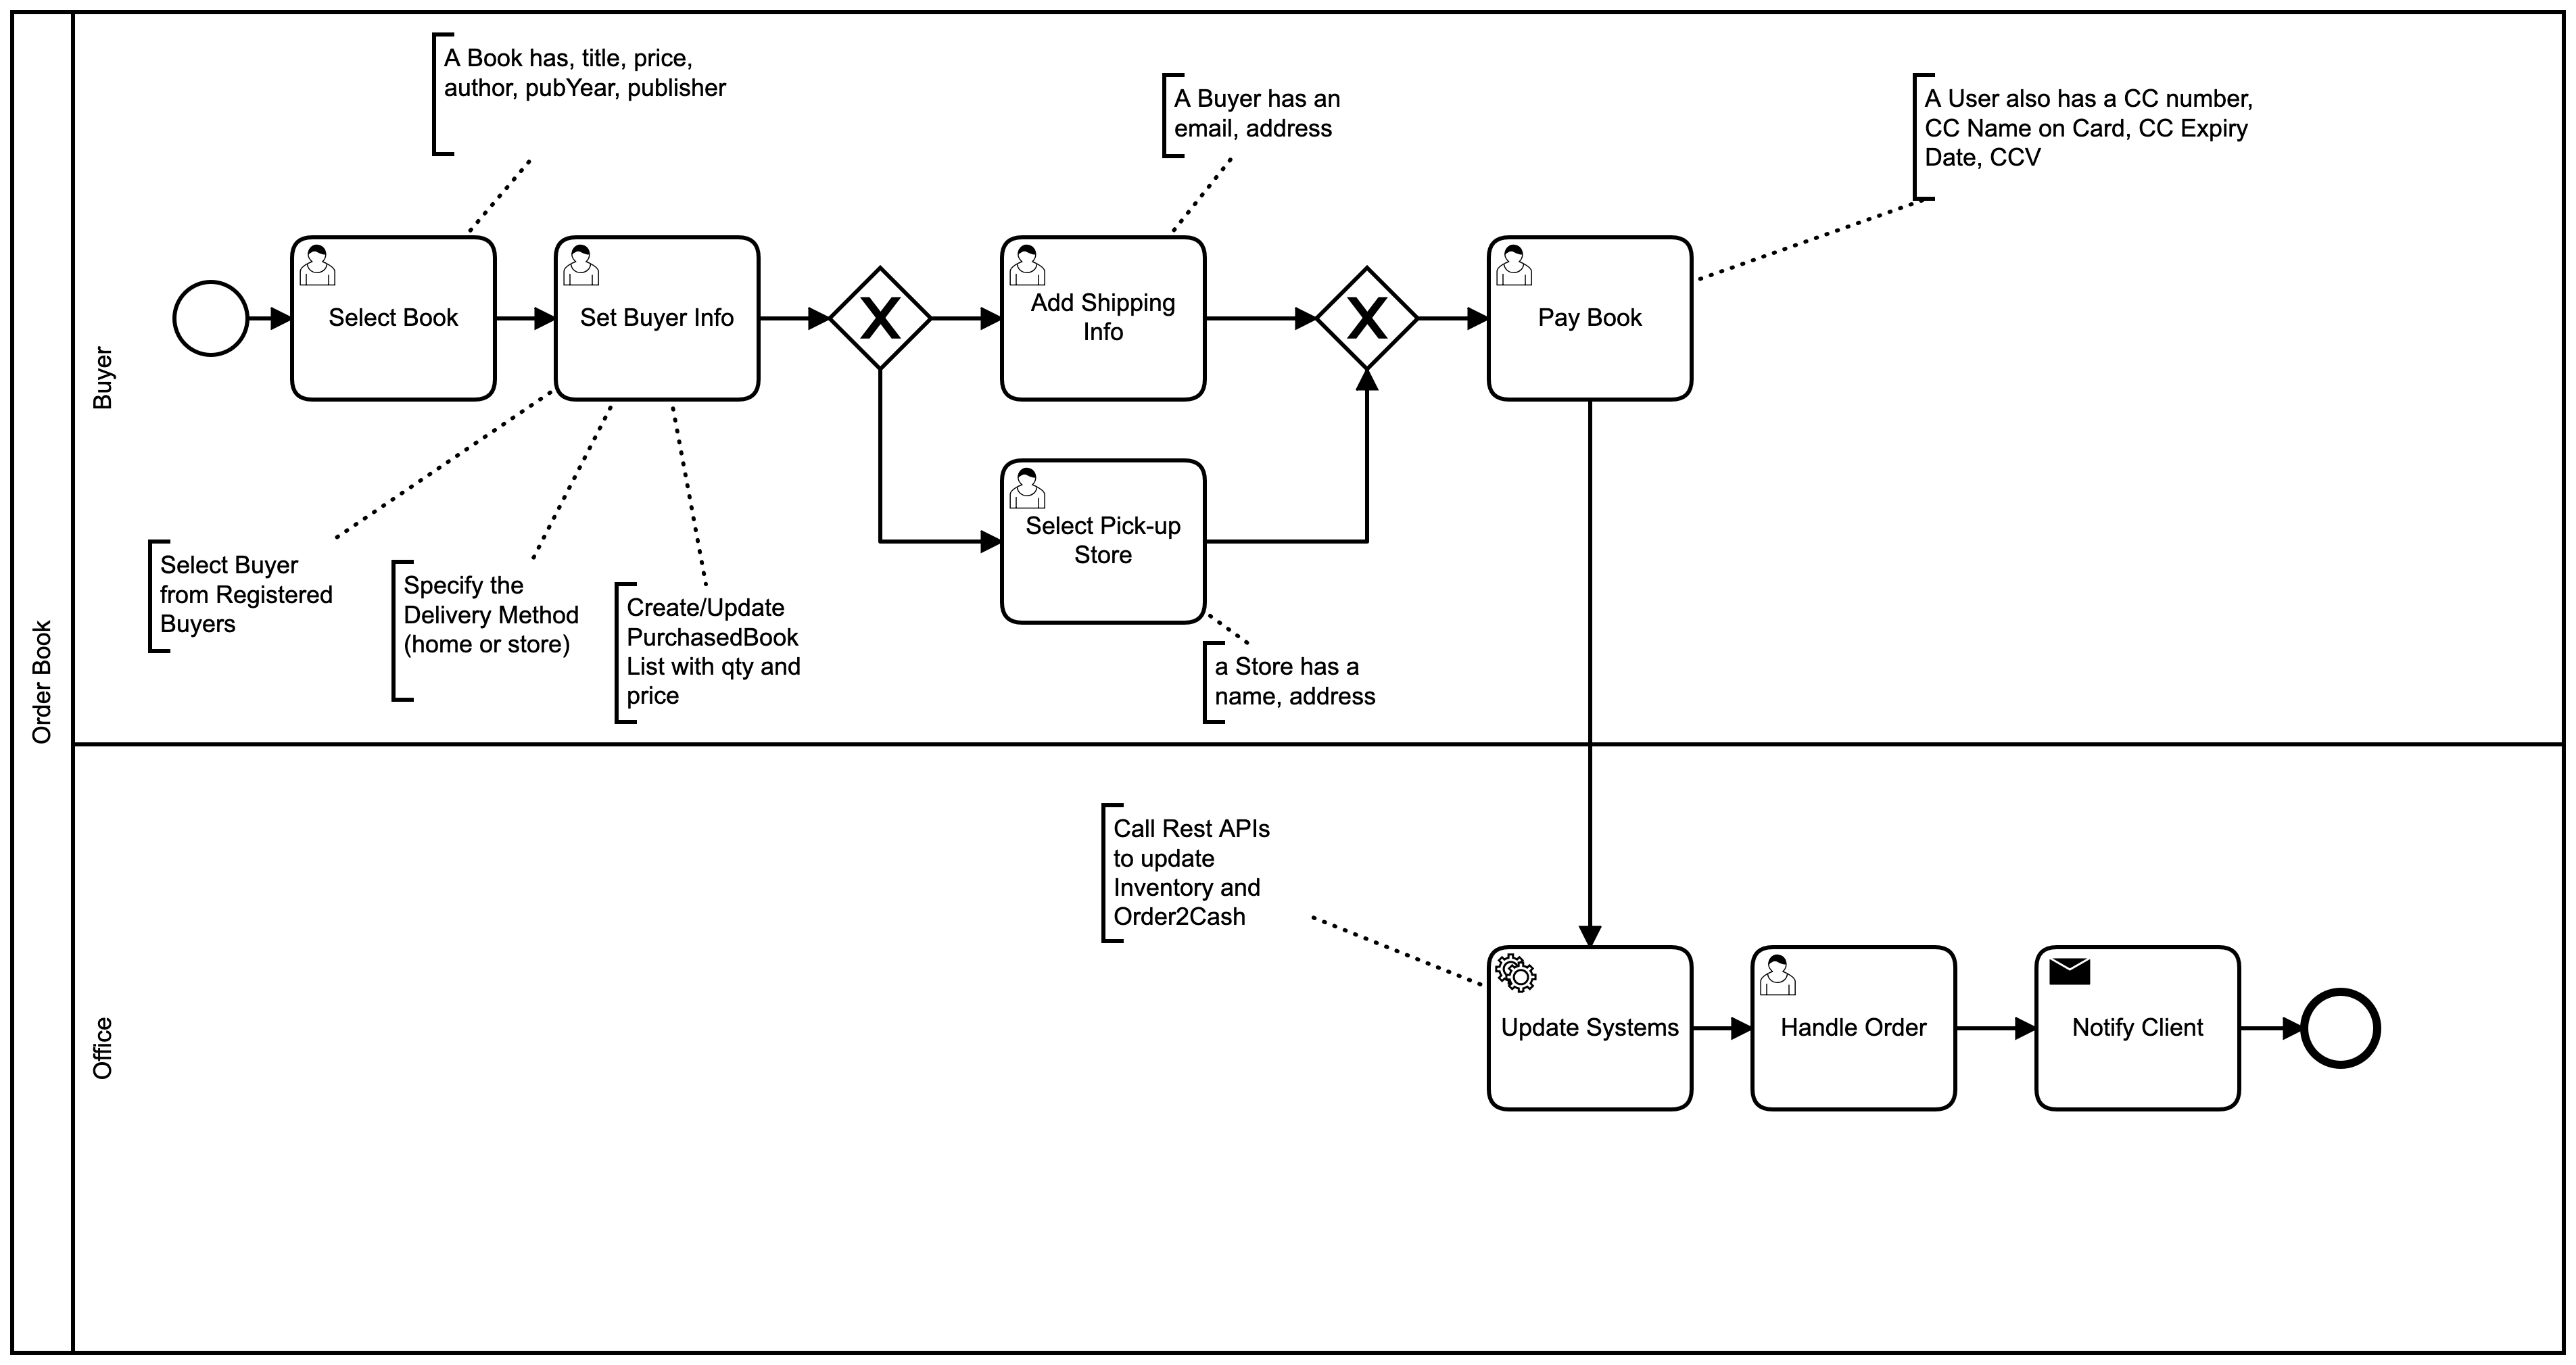 Order Book
Buyer
A Book has, title, price,
author, pubYear, publisher
A Buyer has an
email, address
A User also has a CC number,
CC Name on Card, CC Expiry
Date, CCV
Select Book
Set Buyer Info
X
Add Shipping
Info
X
Pay Book
Select Pick-up
Store
Select Buyer
from Registered
Buyers
Specify the
Delivery Method
(home or store)
Create/Update
PurchasedBook
List with qty and
price
a Store has a
name, address
Office
Call Rest APIs
to update
Inventory and
Order2Cash
Update Systems
Handle Order
Notify Client